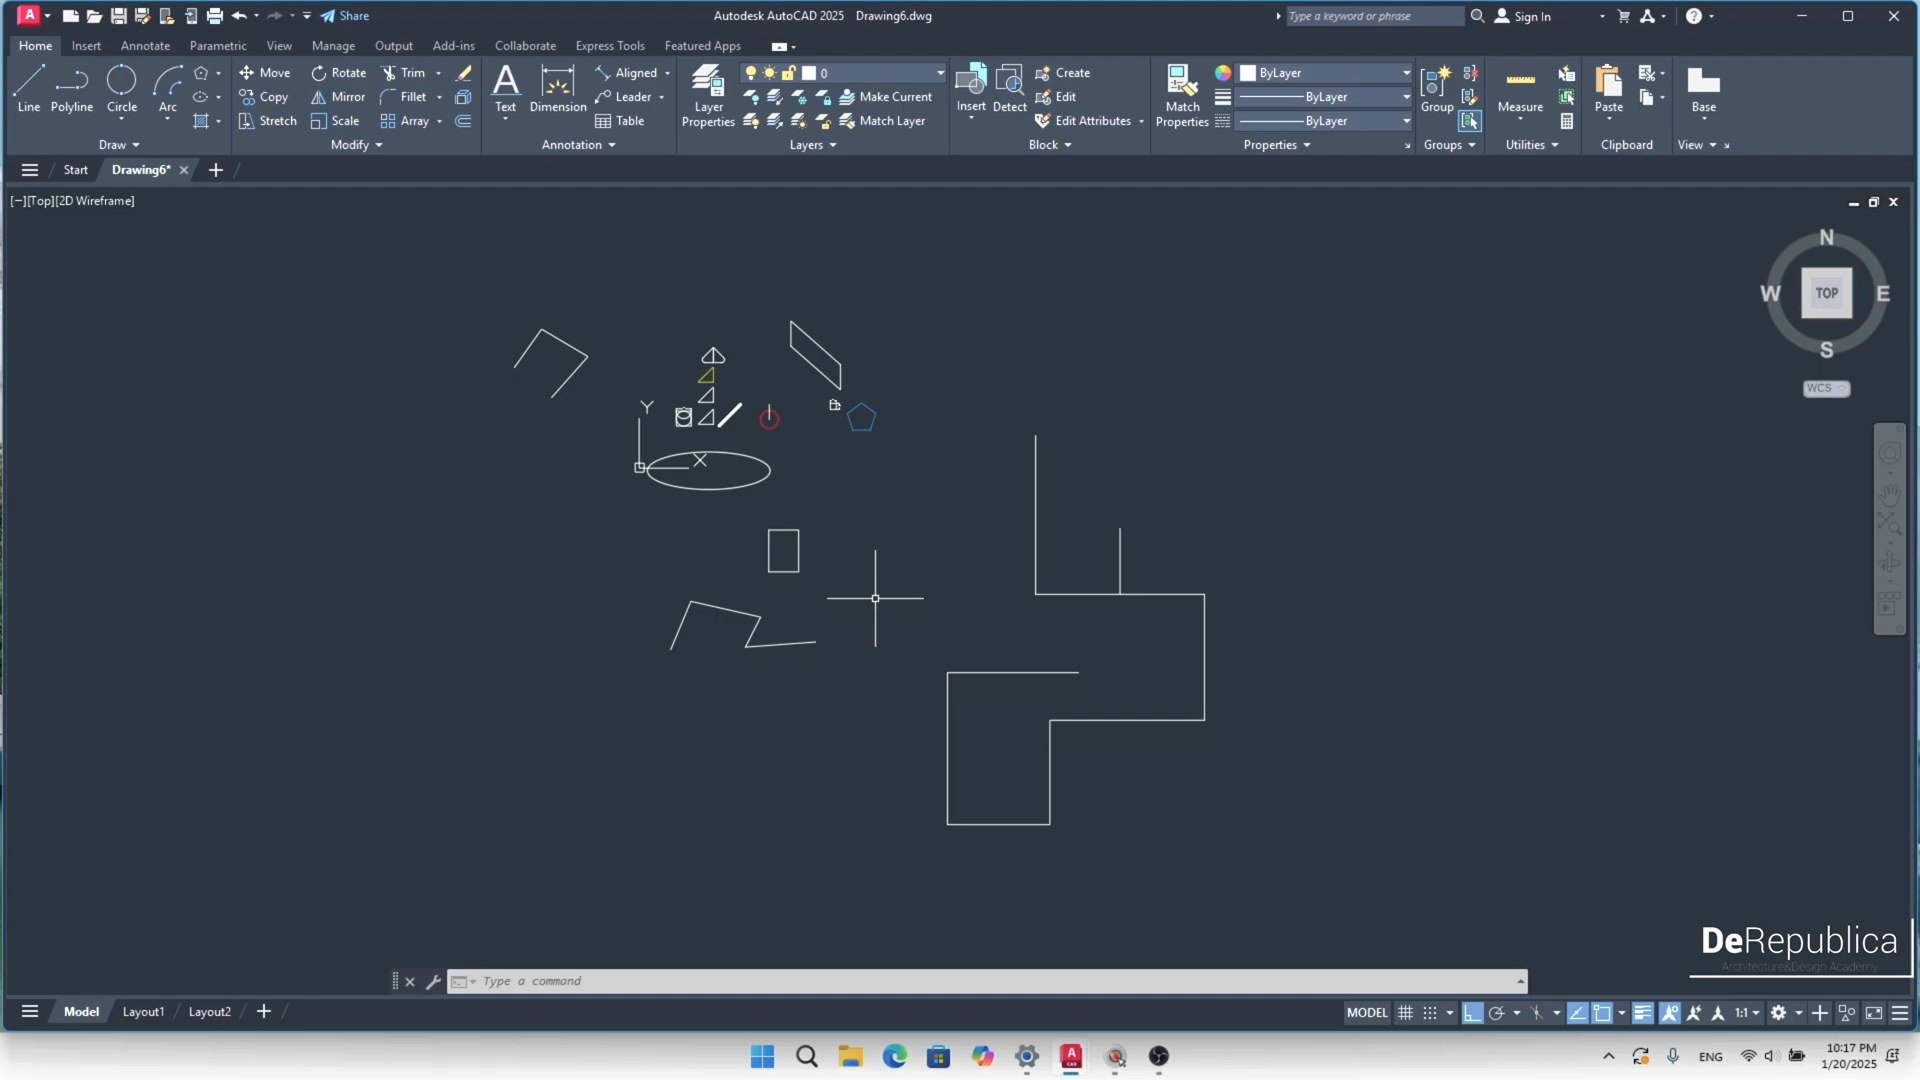 Share
Autodesk AutoCAD 2025 Drawing6.dwg
Type a keyword or phrase
Sign In
Home Insert Annotate Parametric View Manage Output Add-ins Collaborate Express Tools Featured Apps
Line Polyline Circle Arc
Draw
Move Rotate Trim
Copy Mirror Fillet
Stretch Scale Array
Modify
Text Dimension
Aligned
Leader
Table
Annotation
Layer Properties
0
Make Current
Match Layer
Layers
Insert Detect
Create
Edit
Edit Attributes
Block
Match Properties
ByLayer
ByLayer
ByLayer
Properties
Group
Groups
Measure
Utilities
Paste
Clipboard
Base
View
Start Drawing6*
[−][Top][2D Wireframe]
N
W TOP E
S
WCS
Y
X
DeRepublica
Architecture&Design Academy
Type a command
Model Layout1 Layout2
MODEL 1:1
ENG
10:17 PM
1/20/2025